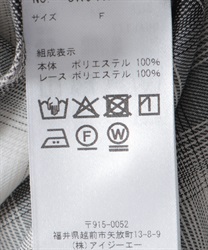 サイズ F
組成表示
本体 ポリエステル 100%
レース ポリエステル 100%
〒915-0052
福井県越前市矢放町13-8-9
(株)アイジーエー